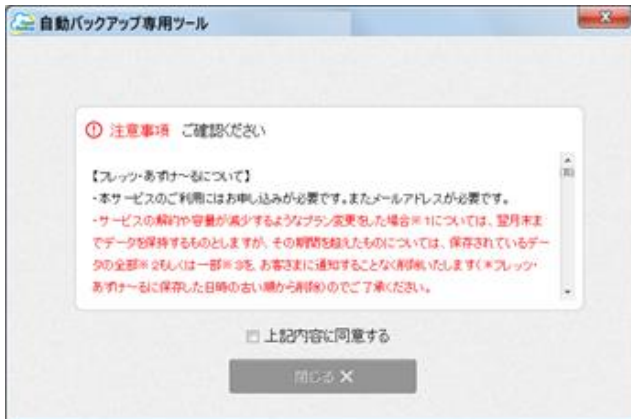 自動バックアップ専用ツール
注意事項 ご確認ください
【フレッツ・あずけ～るについて】
・本サービスのご利用にはお申し込みが必要です。またメールアドレスが必要です。
・サービスの解約や容量が減少するようなプラン変更をした場合※1については、翌月末ま
でデータを保持するものとしますが、その期間を超えたものについては、保存されているデー
タの全部※2もしくは一部※3を、お客さまに通知することなく削除いたします(＊フレッツ・
あずけ～るに保存した日時の古い順から削除)のでご了承ください。
上記内容に同意する
閉じる ✕